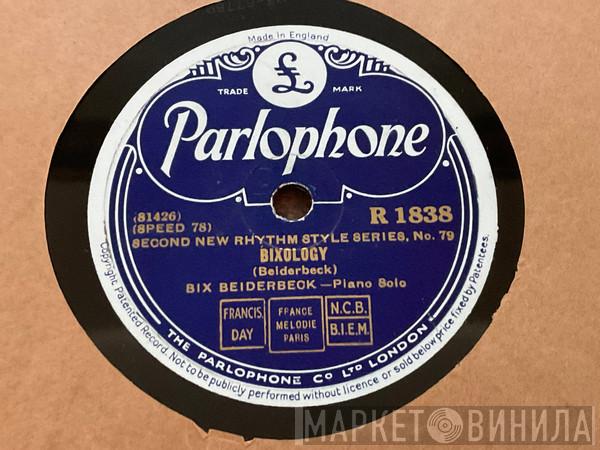 Made in England
£
TRADE MARK
Parlophone
(81426)
(SPEED 78)
R 1838
SECOND NEW RHYTHM STYLE SERIES, No. 79
BIXOLOGY
(Beiderbeck)
BIX BEIDERBECK — Piano Solo
FRANCIS, DAY
FRANCE MELODIE PARIS
N.C.B.
B.I.E.M.
THE PARLOPHONE CO LTD LONDON
Copyright Patented Record. Not to be publicly performed without licence or sold below price fixed by Patentees.
МАРКЕТ ВИНИЛА